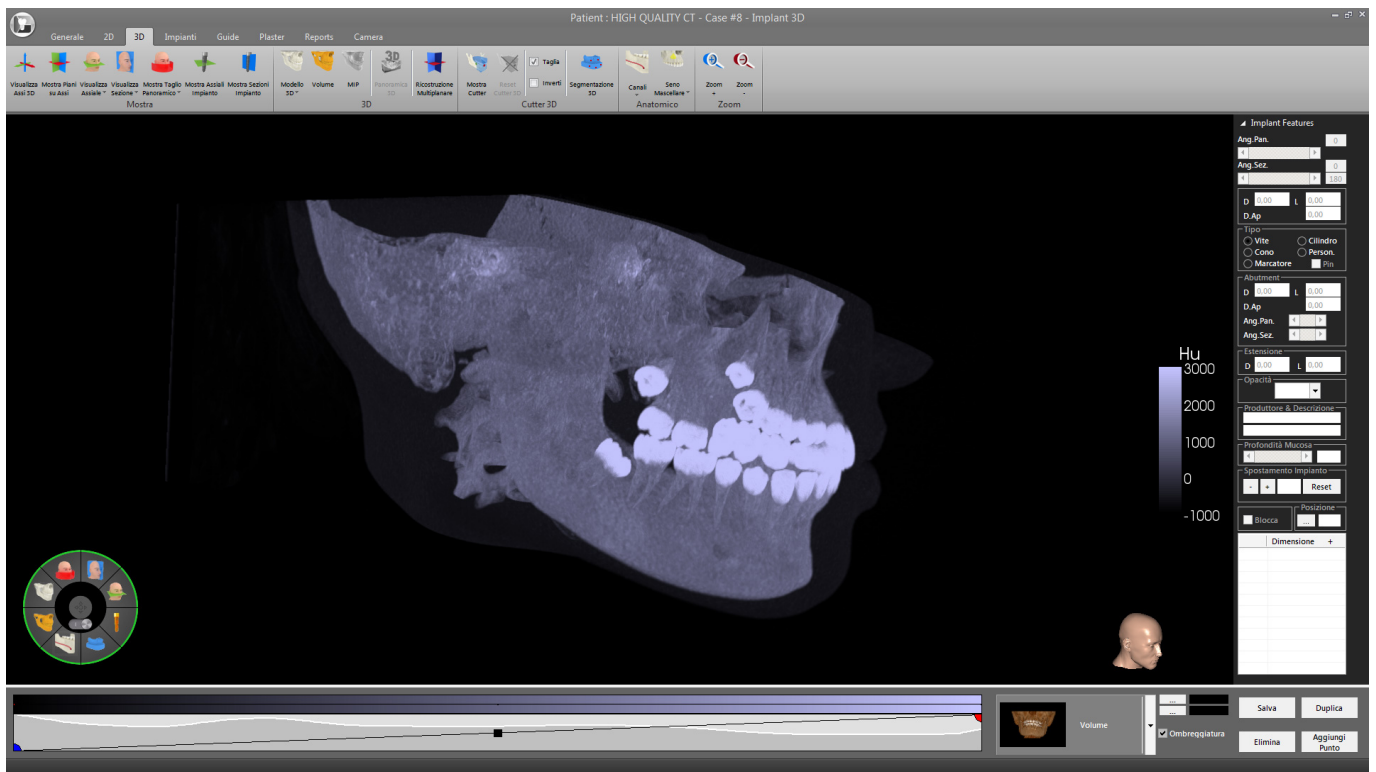 Patient : HIGH QUALITY CT - Case #8 - Implant 3D
Generale 2D 3D Impianti Guide Plaster Reports Camera
Visualizza Assi 3D
Mostra Piani su Assi
Visualizza Assiale
Visualizza Sezione
Mostra Taglio Panoramico
Mostra Assiali Impianto
Mostra Sezioni Impianto
Mostra
Modello 3D
Volume
MIP
3D
Panoramica 3D
Ricostruzione Multiplanare
3D
Mostra Cutter
Reset Cutter 3D
Taglia
Inverti
Segmentazione 3D
Cutter 3D
Canali
Seno Mascellare
Anatomico
Zoom +
Zoom -
Zoom
Implant Features
Ang.Pan. 0
Ang.Sez. 0
180
D 0,00 L 0,00
D.Ap 0,00
Tipo
Vite Cilindro
Cono Person.
Marcatore Pin
Abutment
D 0,00 L 0,00
D.Ap 0,00
Ang.Pan.
Ang.Sez.
Estensione
D 0,00 L 0,00
Opacità
Produttore & Descrizione
Profondità Mucosa
Spostamento Impianto
- + Reset
Blocca Posizione
...
Dimensione +
Hu
3000
2000
1000
0
-1000
Volume
...
...
Ombreggiatura
Salva Duplica
Elimina Aggiungi Punto